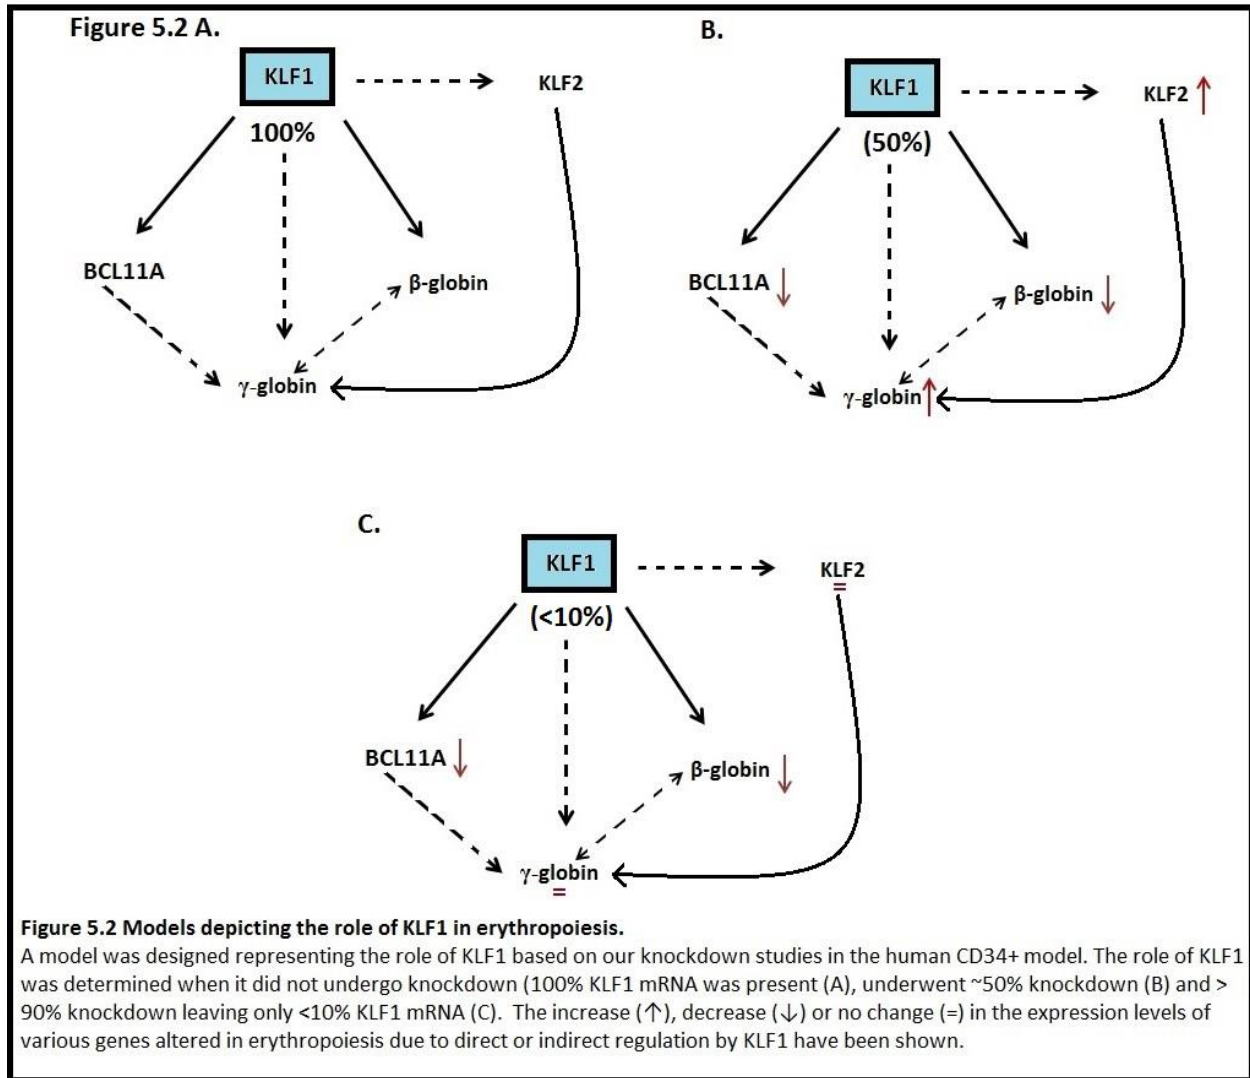 Figure 5.2 A.
KLF1
100%
KLF2
BCL11A
β-globin
γ-globin
B.
KLF1
(50%)
KLF2 ↑
BCL11A ↓
β-globin ↓
γ-globin ↑
C.
KLF1
(<10%)
KLF2
=
BCL11A ↓
β-globin ↓
γ-globin
=
Figure 5.2 Models depicting the role of KLF1 in erythropoiesis.
A model was designed representing the role of KLF1 based on our knockdown studies in the human CD34+ model. The role of KLF1
was determined when it did not undergo knockdown (100% KLF1 mRNA was present (A), underwent ~50% knockdown (B) and >
90% knockdown leaving only <10% KLF1 mRNA (C). The increase (↑), decrease (↓) or no change (=) in the expression levels of
various genes altered in erythropoiesis due to direct or indirect regulation by KLF1 have been shown.